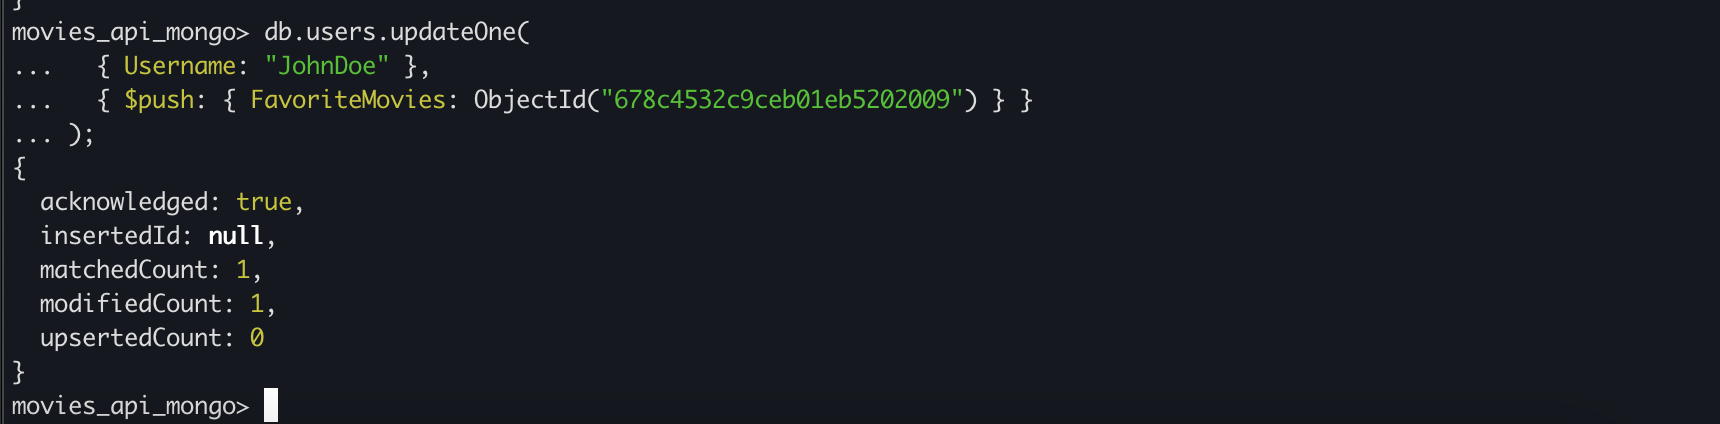 }
movies_api_mongo> db.users.updateOne(
...   { Username: "JohnDoe" },
...   { $push: { FavoriteMovies: ObjectId("678c4532c9ceb01eb5202009") } }
... );
{
  acknowledged: true,
  insertedId: null,
  matchedCount: 1,
  modifiedCount: 1,
  upsertedCount: 0
}
movies_api_mongo>